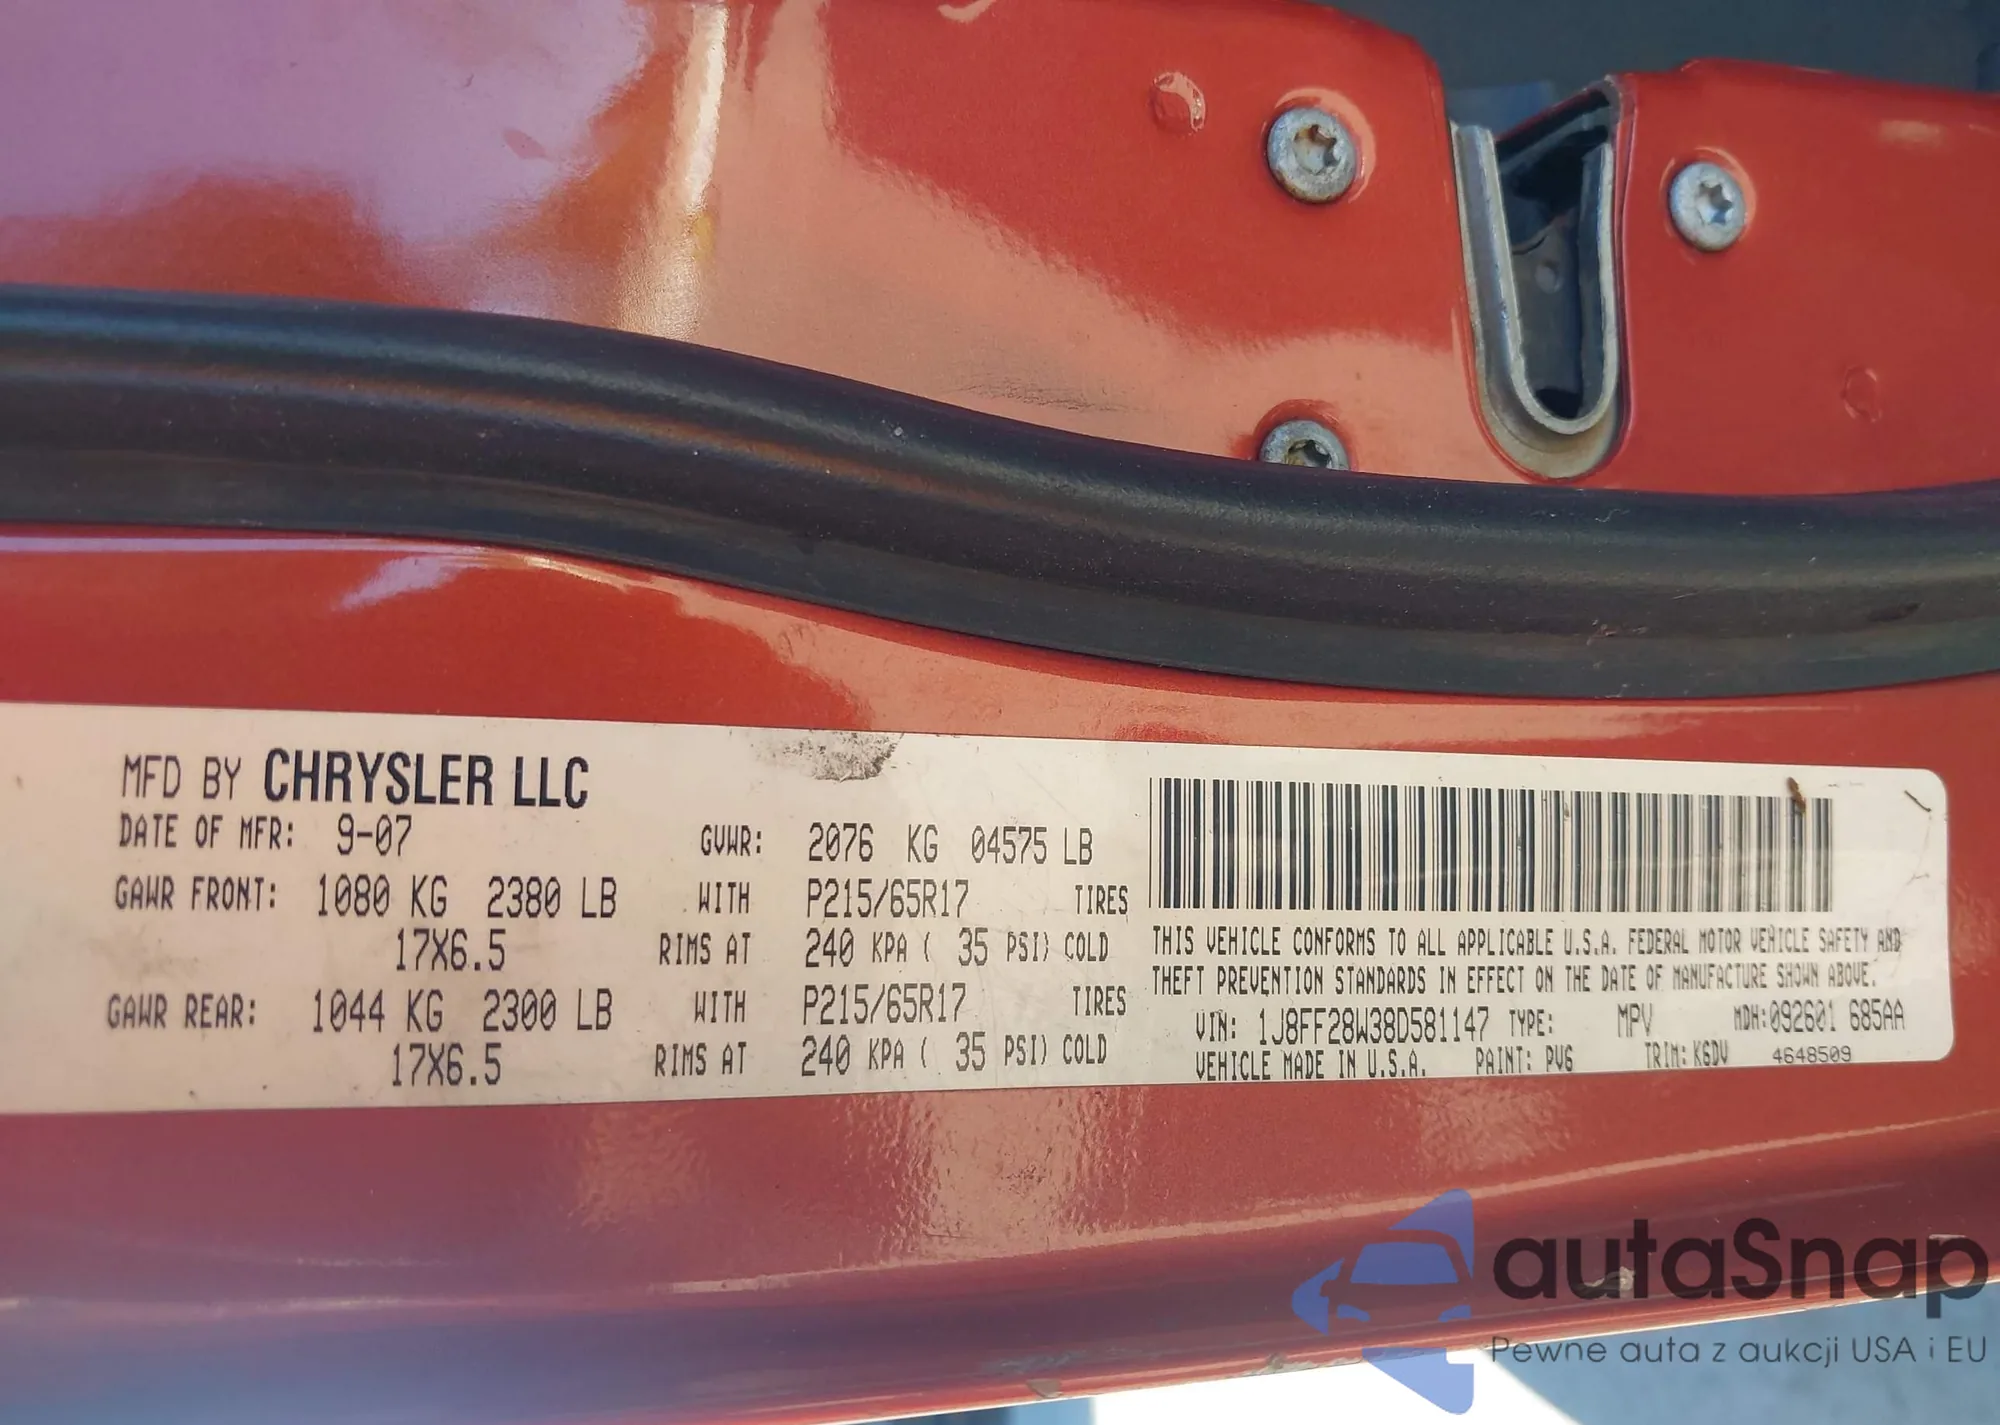 MFD BY CHRYSLER LLC
DATE OF MFR: 9-07 GVWR: 2076 KG 04575 LB
GAWR FRONT: 1080 KG 2380 LB WITH P215/65R17 TIRES
17X6.5 RIMS AT 240 KPA ( 35 PSI) COLD
GAWR REAR: 1044 KG 2300 LB WITH P215/65R17 TIRES
17X6.5 RIMS AT 240 KPA ( 35 PSI) COLD
THIS VEHICLE CONFORMS TO ALL APPLICABLE U.S.A. FEDERAL MOTOR VEHICLE SAFETY AND
THEFT PREVENTION STANDARDS IN EFFECT ON THE DATE OF MANUFACTURE SHOWN ABOVE.
VIN: 1J8FF28W38D581147 TYPE: MPV MDH:092601 685AA
VEHICLE MADE IN U.S.A. PAINT: PV6 TRIM: K6DV 4648509
autaSnap
Pewne auta z aukcji USA i EU